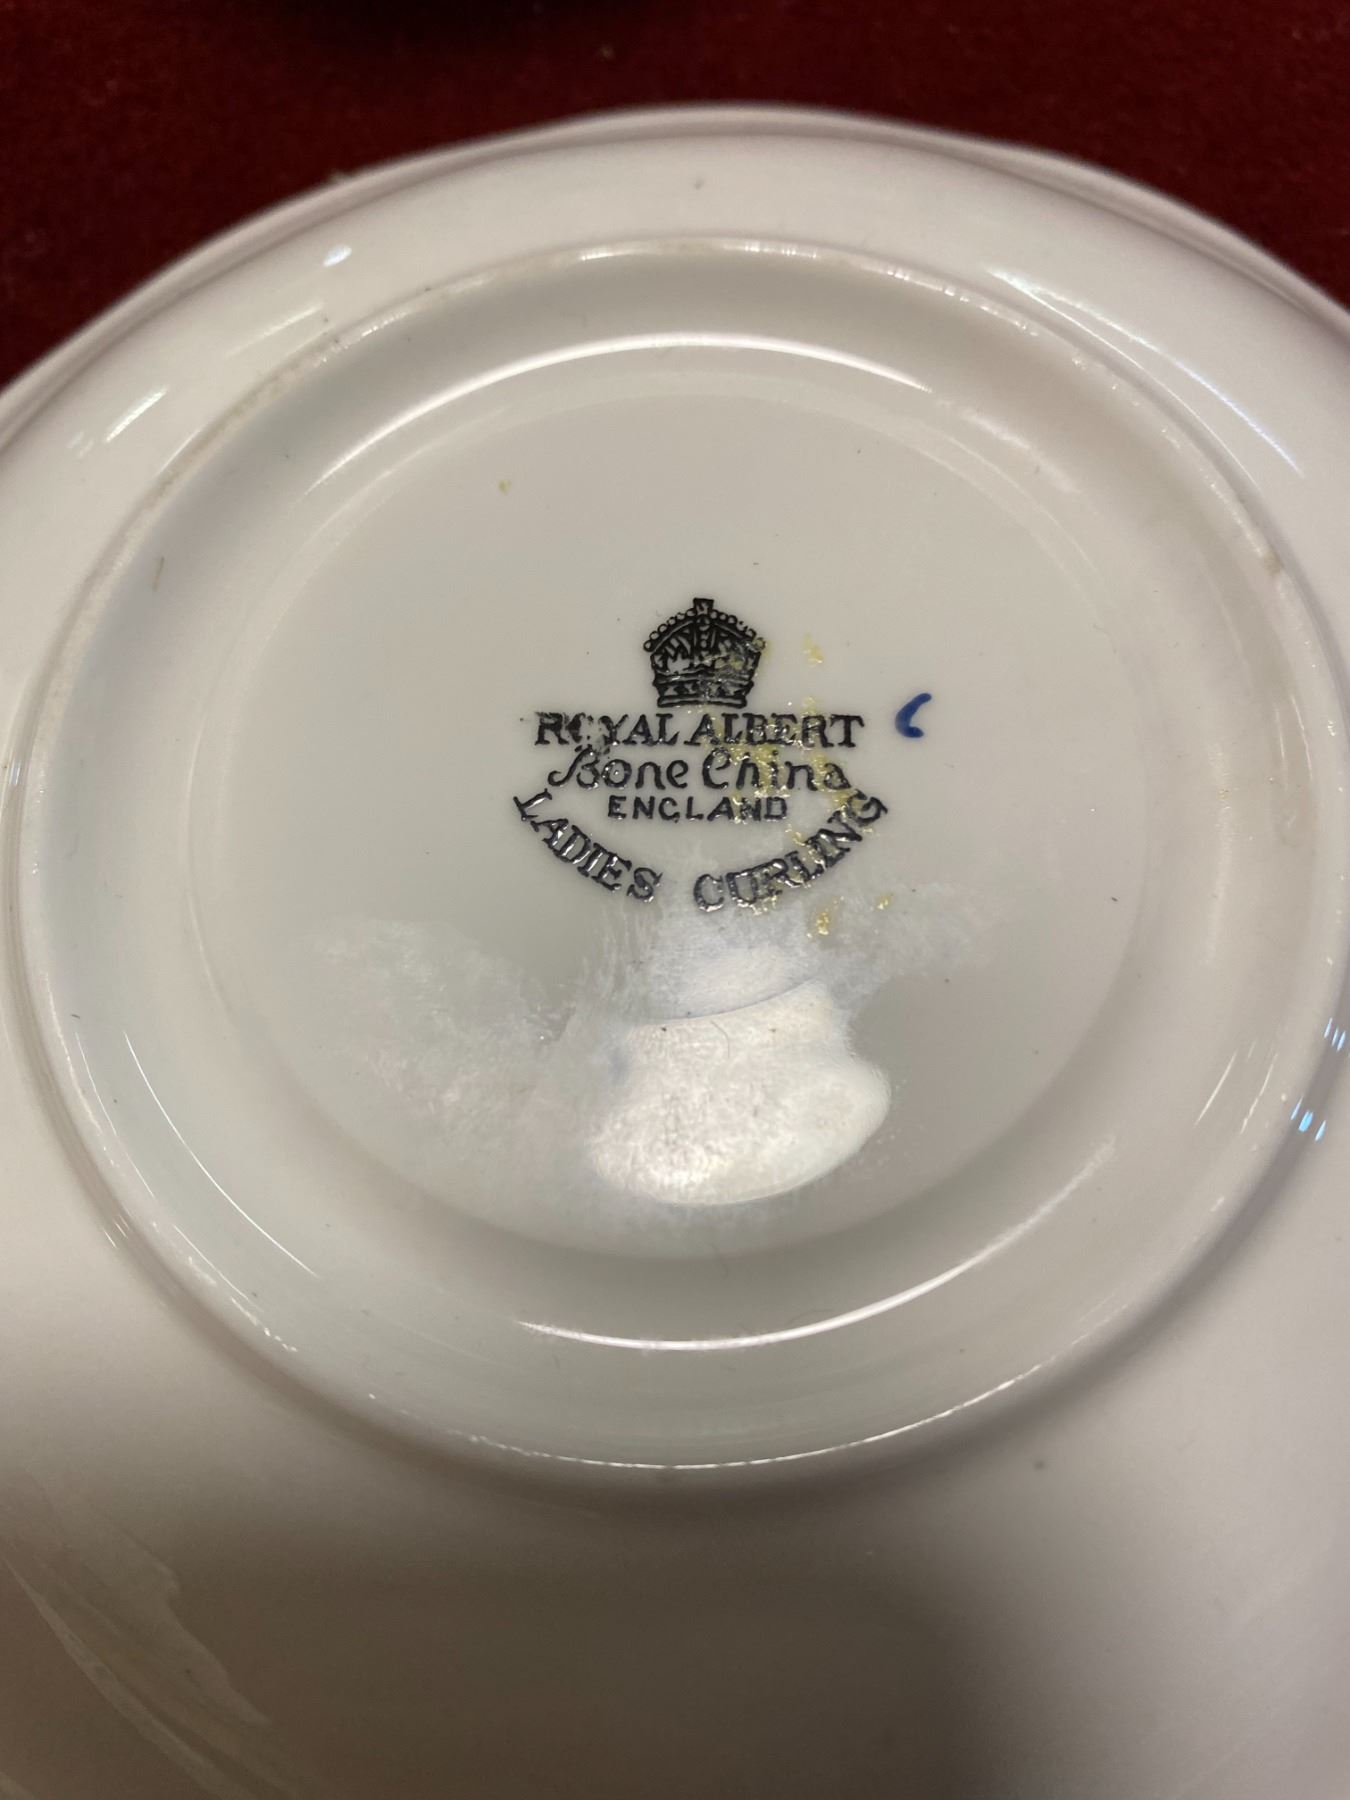 ROYAL ALBERT
Bone China
ENGLAND
LADIES CURLING